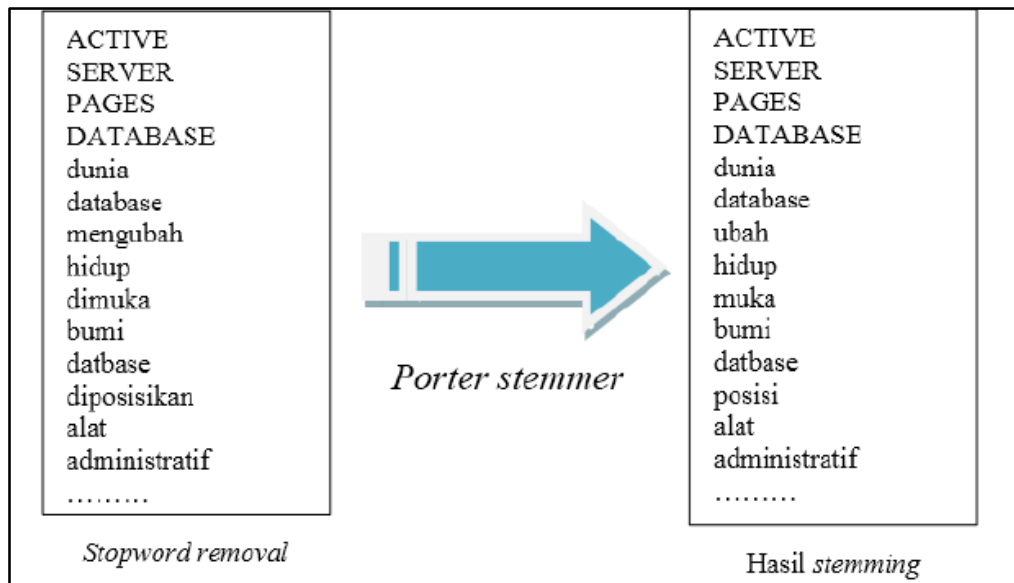 ACTIVE
SERVER
PAGES
DATABASE
dunia
database
mengubah
hidup
dimuka
bumi
datbase
diposisikan
alat
administratif
………
Stopword removal
Porter stemmer
ACTIVE
SERVER
PAGES
DATABASE
dunia
database
ubah
hidup
muka
bumi
datbase
posisi
alat
administratif
………
Hasil stemming